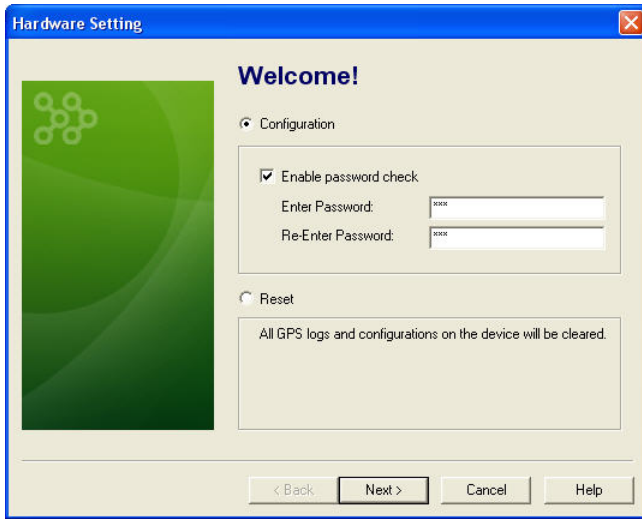 Hardware Setting
Welcome!
Configuration
Enable password check
Enter Password: ***
Re-Enter Password: ***
Reset
All GPS logs and configurations on the device will be cleared.
< Back Next > Cancel Help